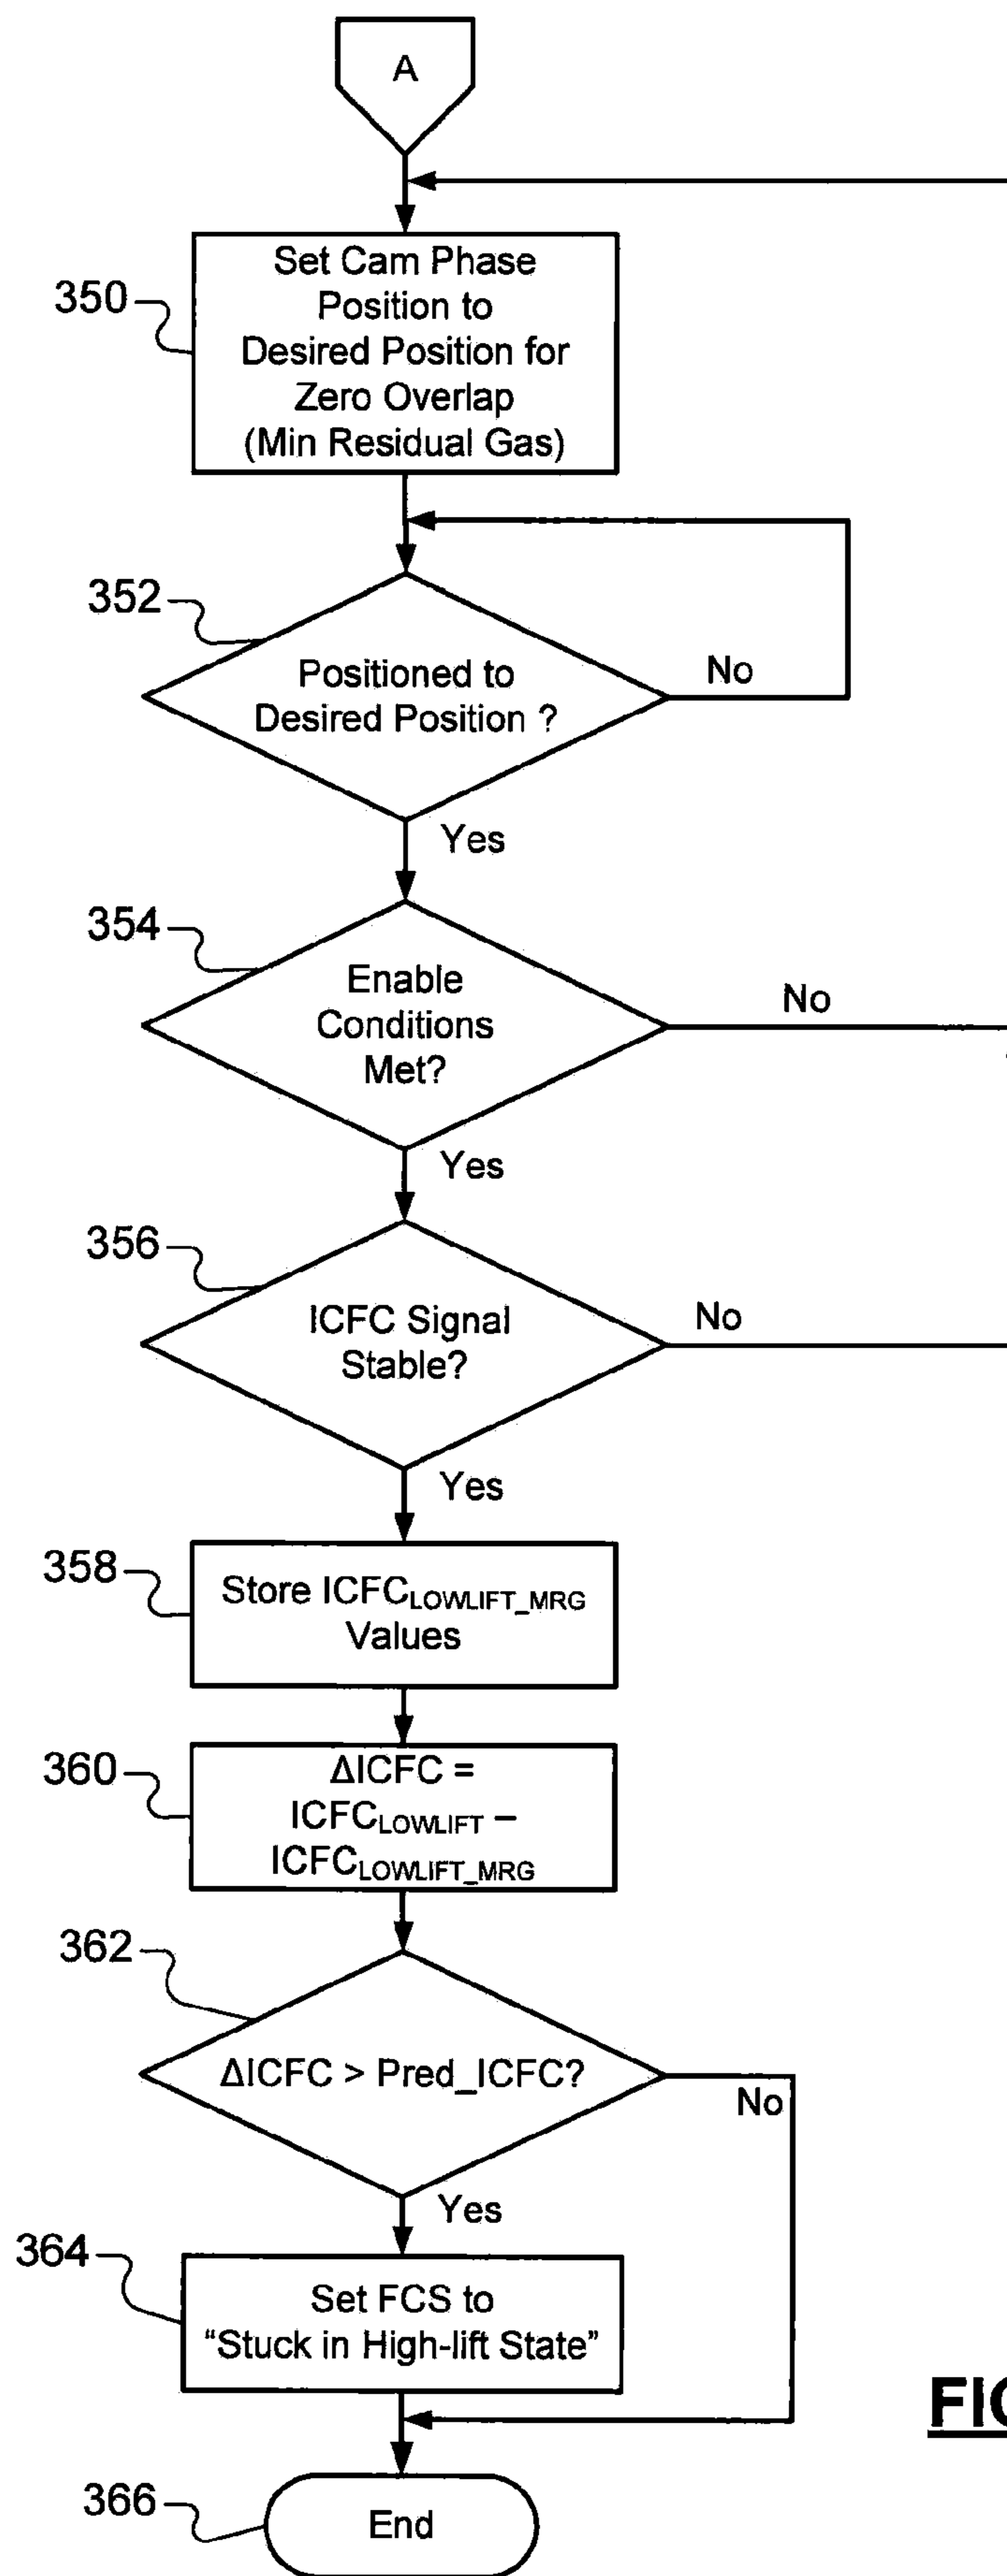 A
350
Set Cam Phase
Position to
Desired Position for
Zero Overlap
(Min Residual Gas)
352
Positioned to
Desired Position ?
No
Yes
354
Enable
Conditions
Met?
No
Yes
356
ICFC Signal
Stable?
No
Yes
358
Store ICFCLOWLIFT_MRG
Values
360
ΔICFC =
ICFCLOWLIFT –
ICFCLOWLIFT_MRG
362
ΔICFC > Pred_ICFC?
No
Yes
364
Set FCS to
“Stuck in High-lift State”
366
End